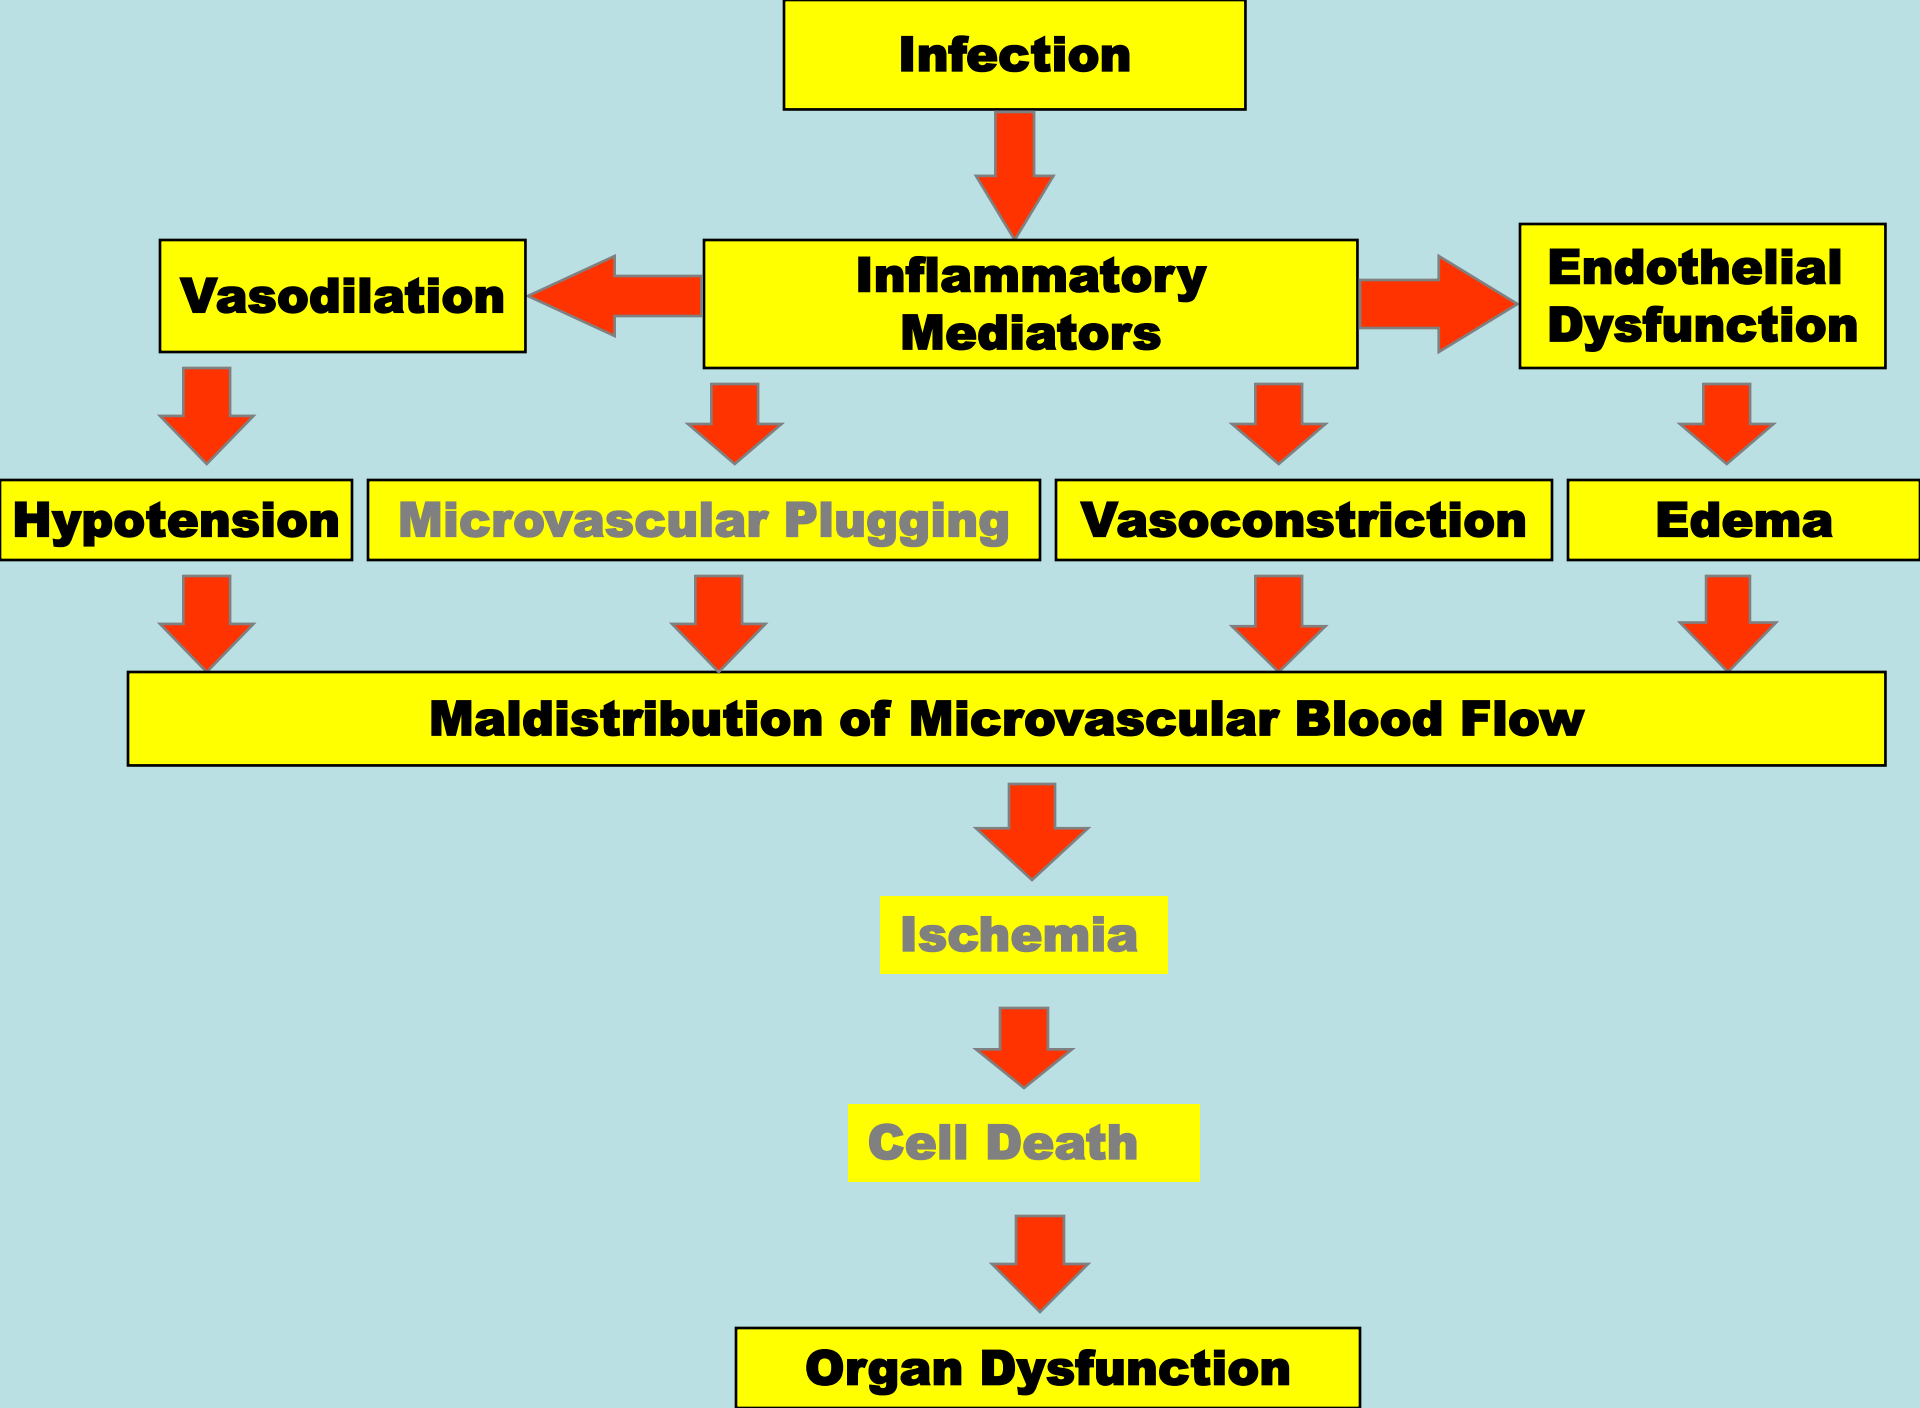 Infection
Vasodilation
Inflammatory
Mediators
Endothelial
Dysfunction
Hypotension
Microvascular Plugging
Vasoconstriction
Edema
Maldistribution of Microvascular Blood Flow
Ischemia
Cell Death
Organ Dysfunction